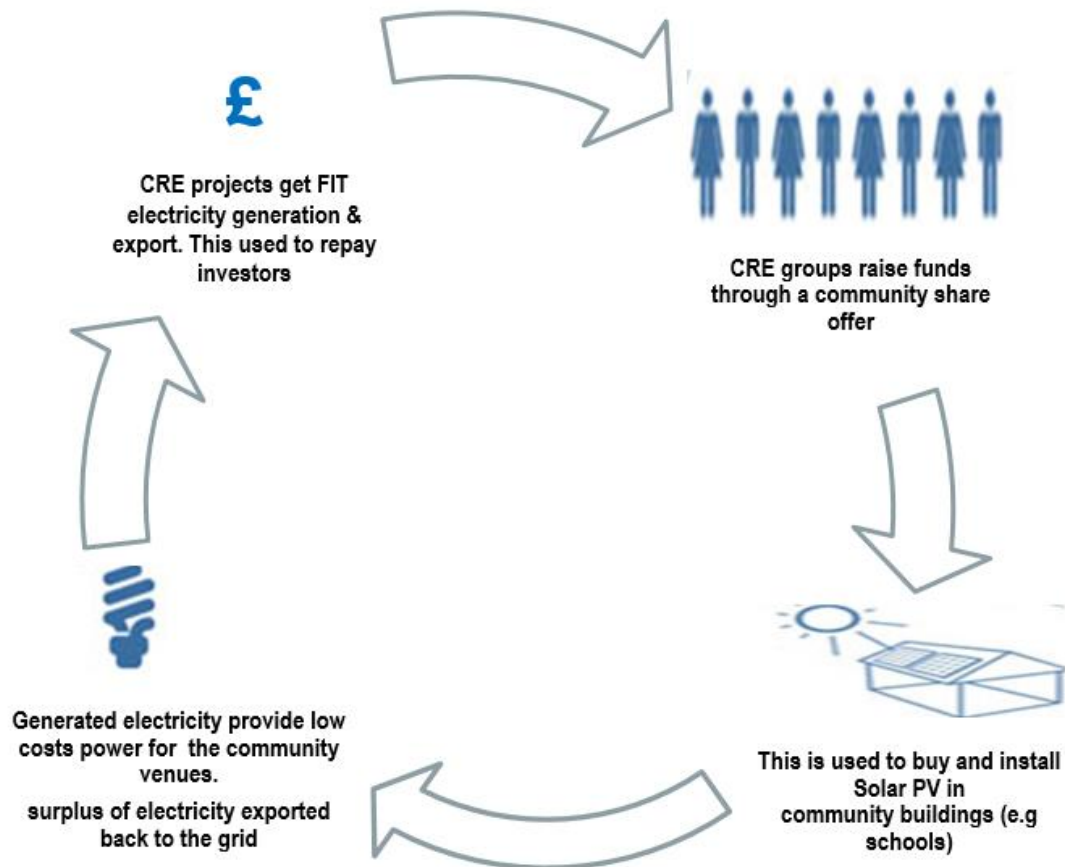 £
CRE projects get FIT
electricity generation &
export. This used to repay
investors
CRE groups raise funds
through a community share
offer
This is used to buy and install
Solar PV in
community buildings (e.g
schools)
Generated electricity provide low
costs power for the community
venues.
surplus of electricity exported
back to the grid